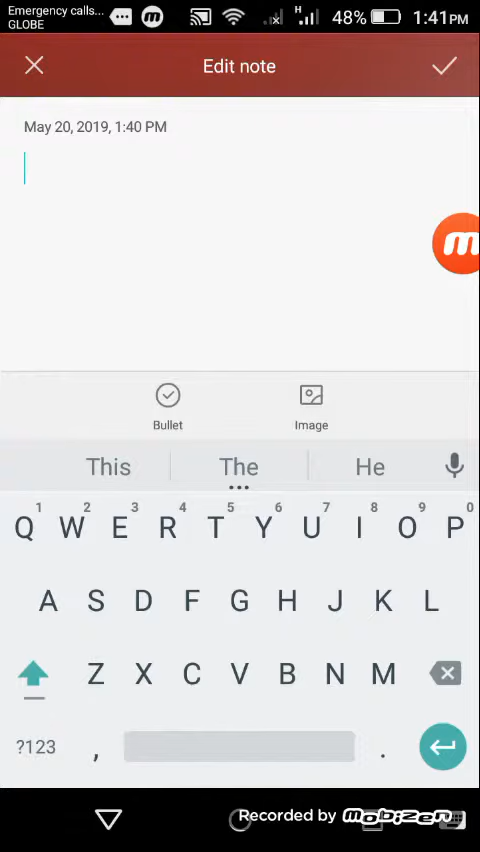 Emergency calls... 48% 1:41PM
GLOBE
H
Edit note
May 20, 2019, 1:40 PM
Bullet Image
This The He
1 2 3 4 5 6 7 8 9 0
Q W E R T Y U I O P
A S D F G H J K L
Z X C V B N M
?123 , .
Recorded by MOBIZEN